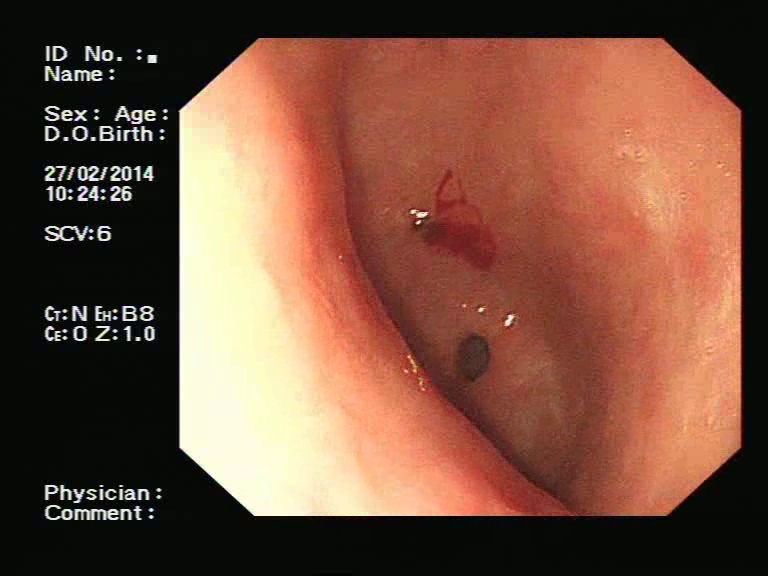 ID No. :
Name:
Sex: Age:
D.O.Birth:
27/02/2014
10:24:26
SCV:6
CT:N EH:B8
CE:0 Z:1.0
Physician:
Comment: